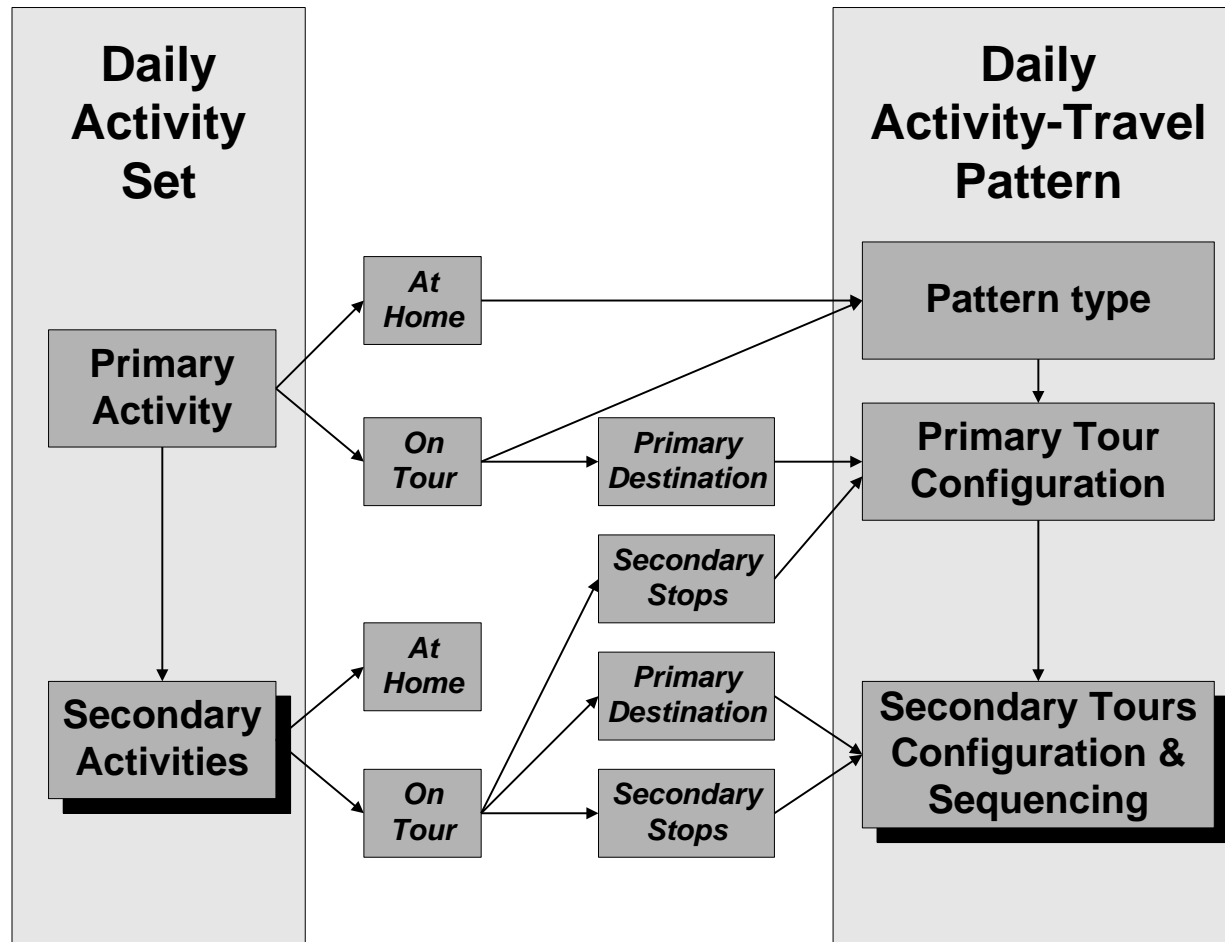 Daily
Activity
Set
Daily
Activity-Travel
Pattern
At
Home
Pattern type
Primary
Activity
On
Tour
Primary
Destination
Primary Tour
Configuration
Secondary
Stops
At
Home
Primary
Destination
Secondary
Activities
Secondary Tours
Configuration &
Sequencing
On
Tour
Secondary
Stops